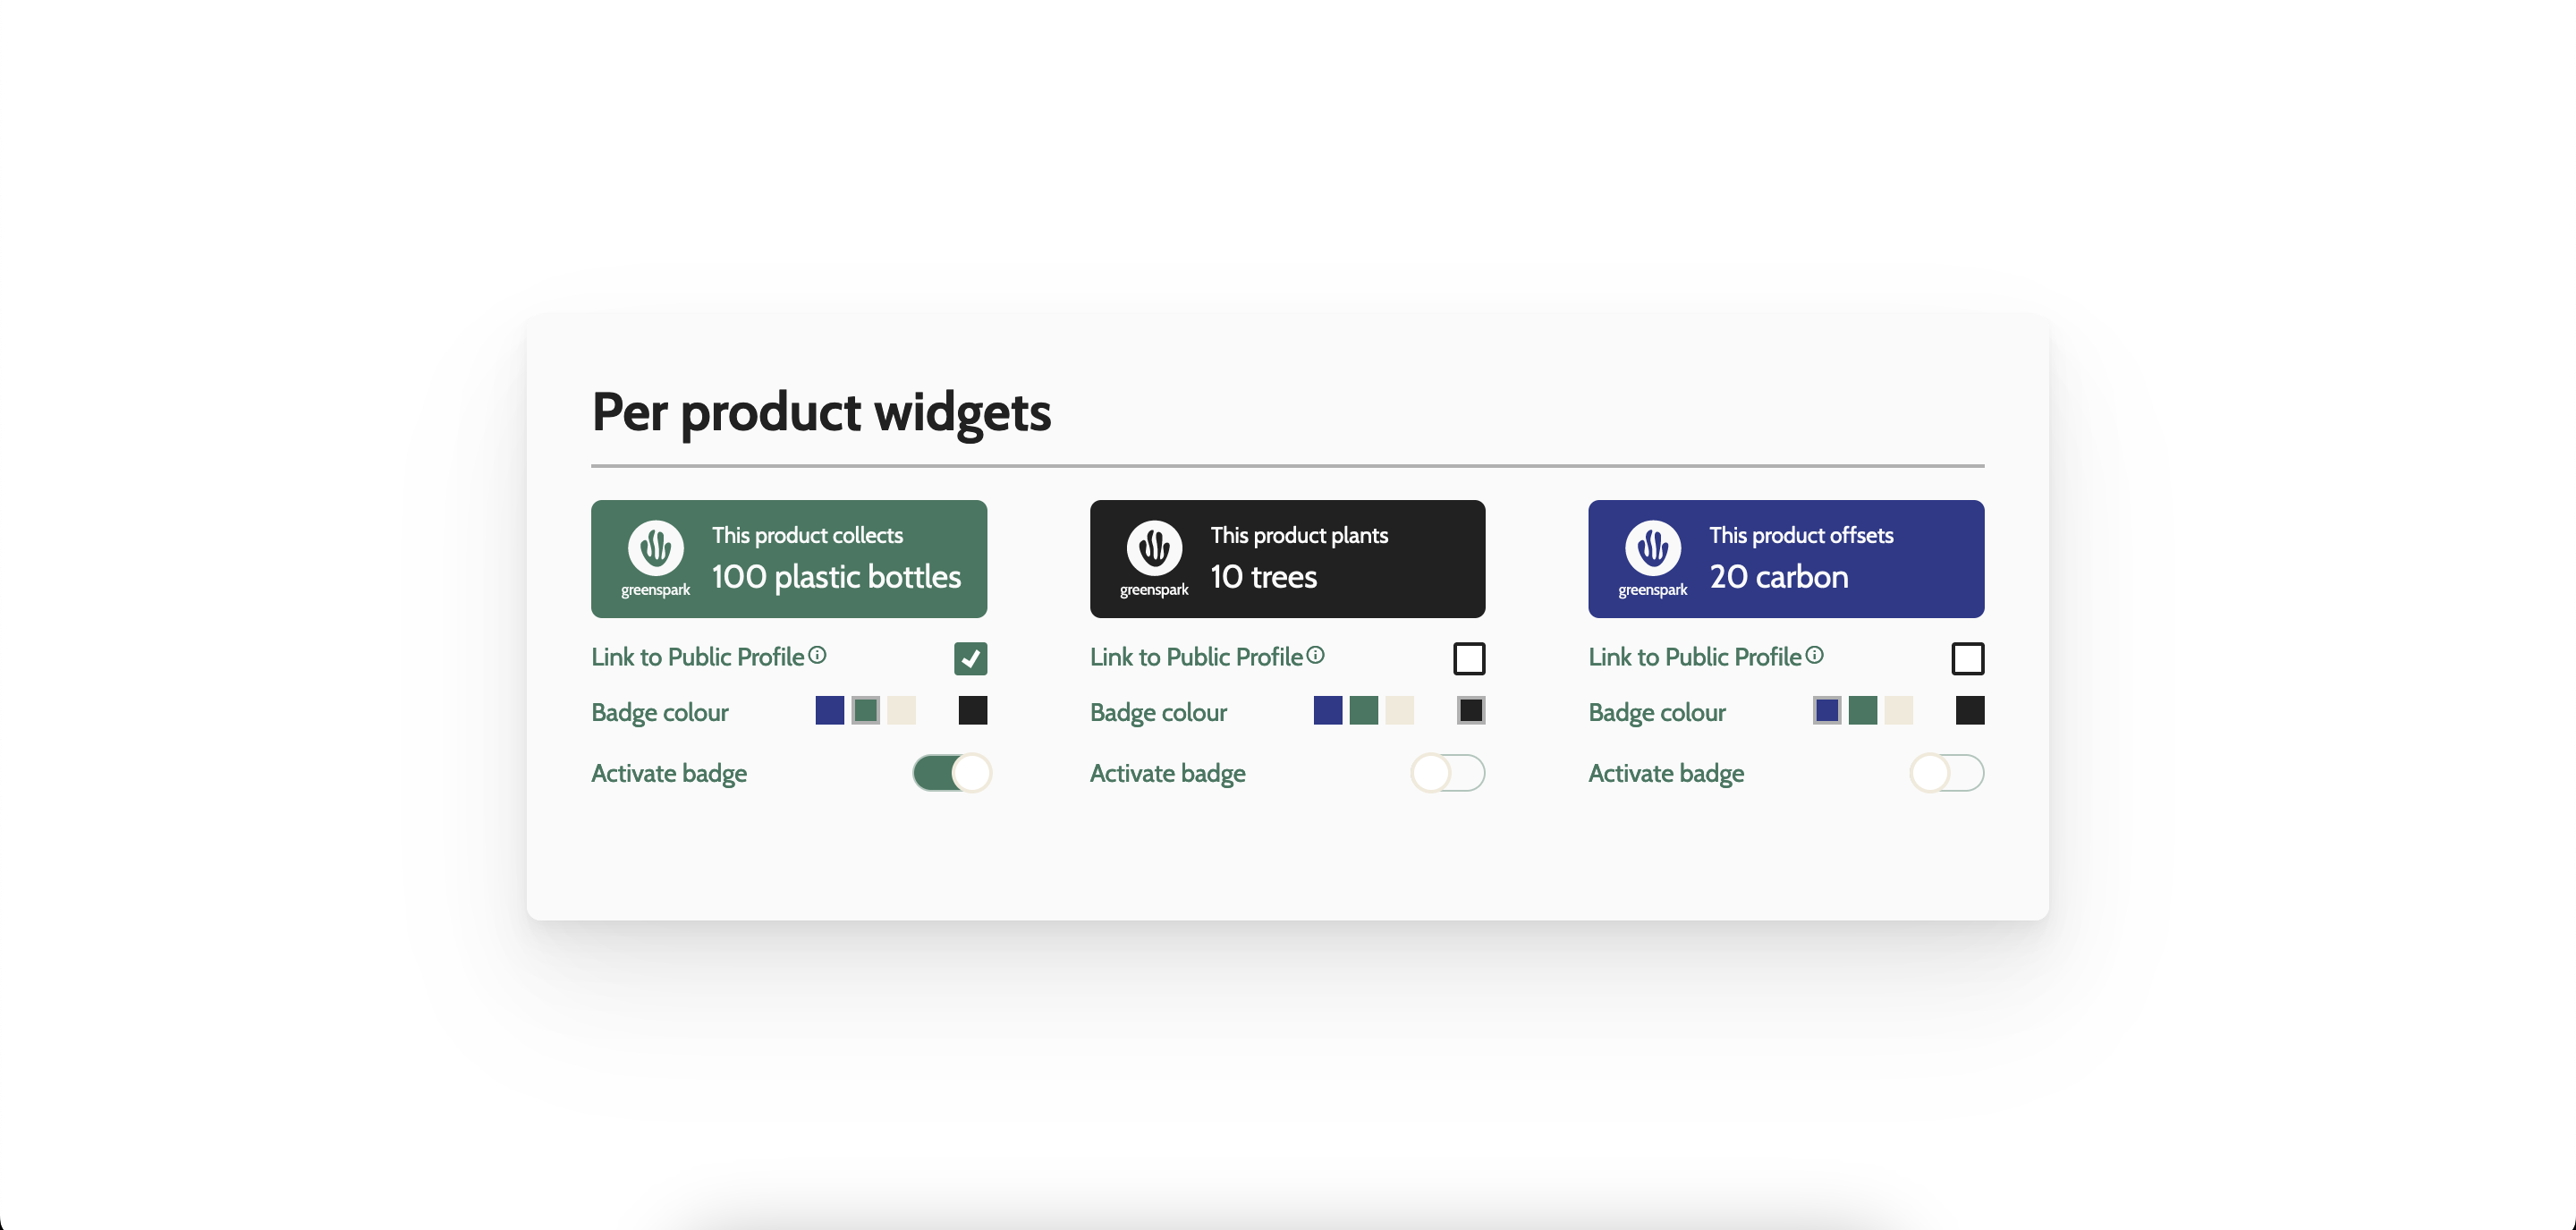 Per product widgets
This product collects
100 plastic bottles
greenspark
This product plants
10 trees
greenspark
This product offsets
20 carbon
greenspark
Link to Public Profile
Link to Public Profile
Link to Public Profile
Badge colour
Badge colour
Badge colour
Activate badge
Activate badge
Activate badge